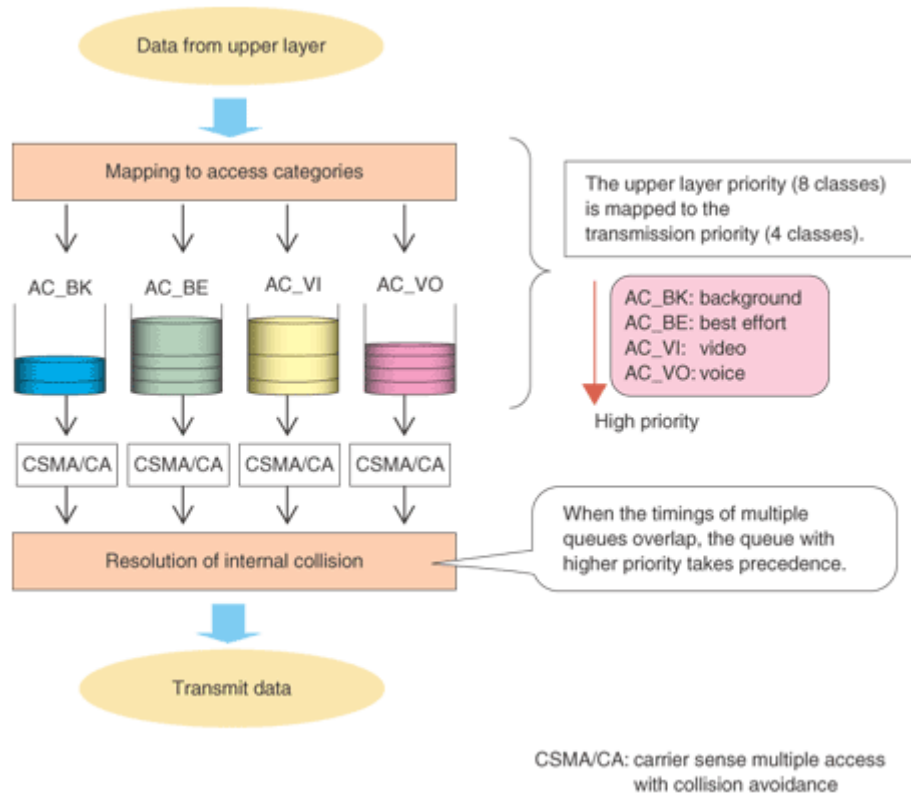 Data from upper layer
Mapping to access categories
The upper layer priority (8 classes)
is mapped to the
transmission priority (4 classes).
AC_BK
AC_BE
AC_VI
AC_VO
AC_BK: background
AC_BE: best effort
AC_VI: video
AC_VO: voice
High priority
CSMA/CA
CSMA/CA
CSMA/CA
CSMA/CA
When the timings of multiple
queues overlap, the queue with
higher priority takes precedence.
Resolution of internal collision
Transmit data
CSMA/CA: carrier sense multiple access
with collision avoidance